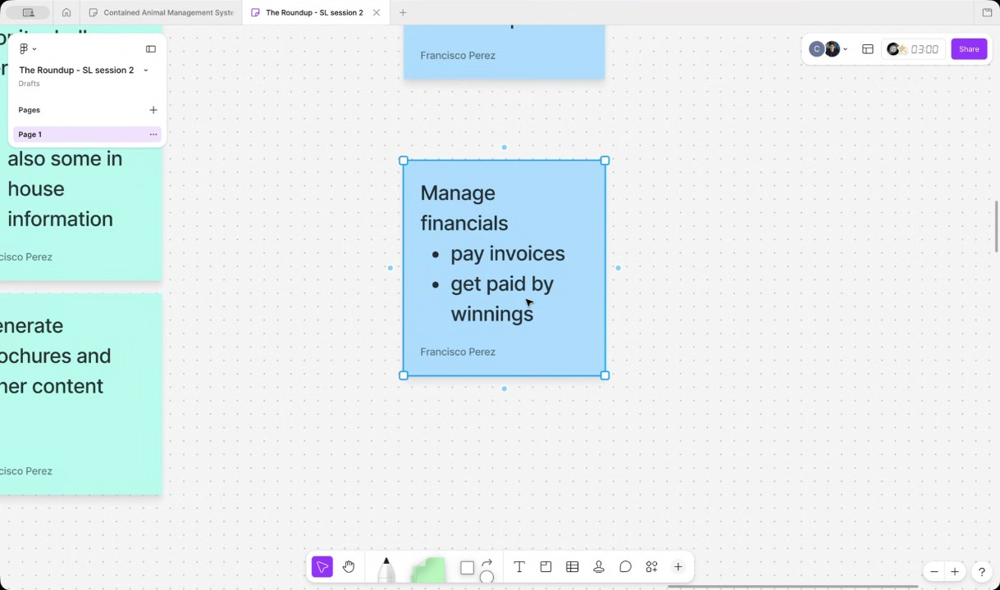 Contained Animal Management Syste
The Roundup - SL session 2
The Roundup - SL session 2
Drafts
Pages
Page 1
also some in
house
information
cisco Perez
enerate
ochures and
her content
cisco Perez
Francisco Perez
Manage
financials
• pay invoices
• get paid by
winnings
Francisco Perez
C
03:00
Share
T
?